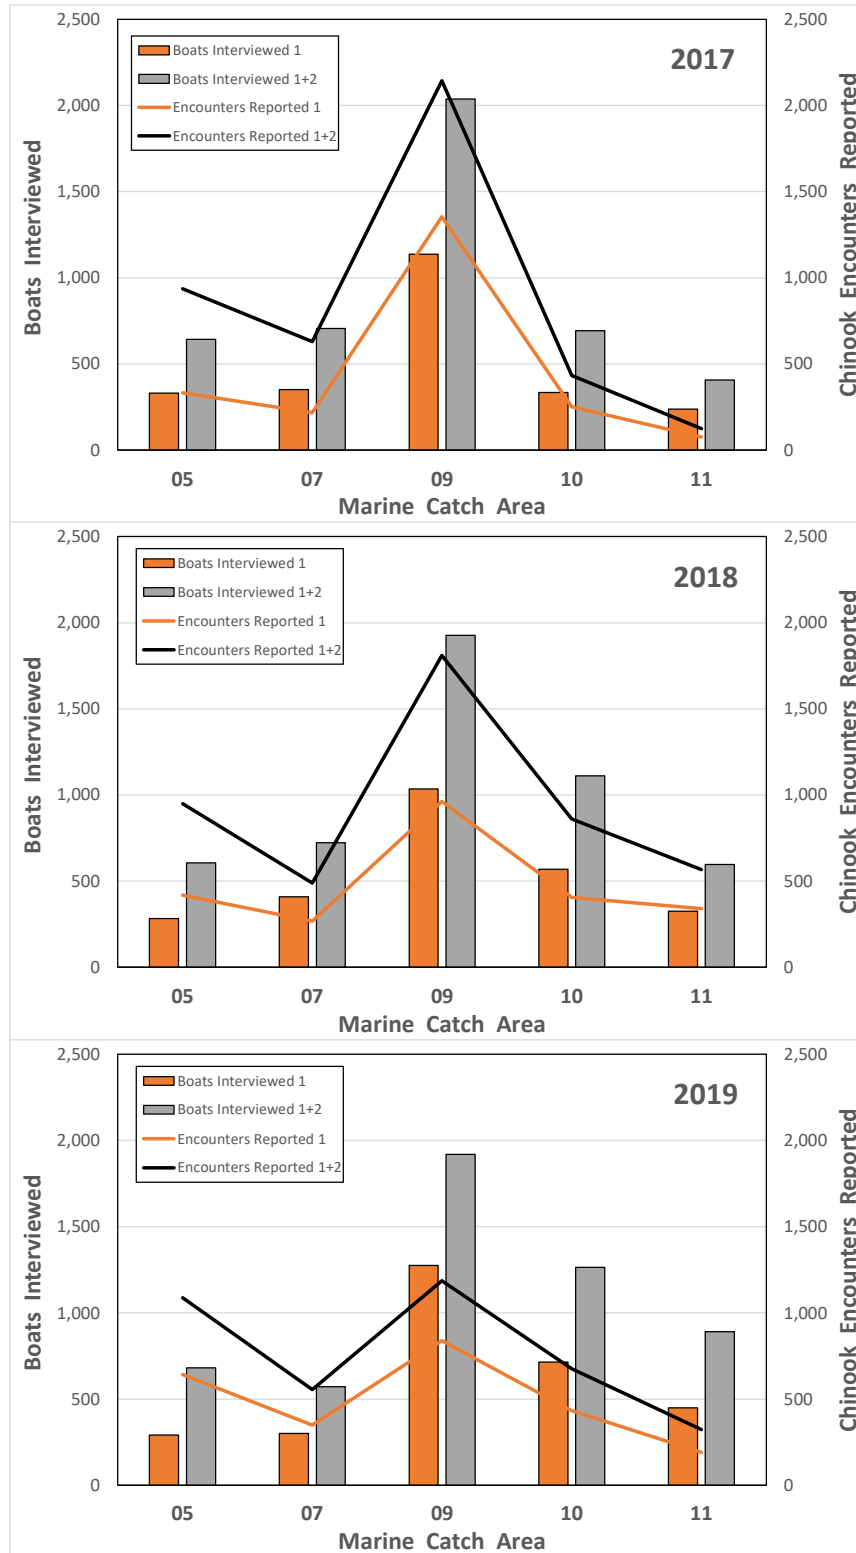 2017
Boats Interviewed 1
Boats Interviewed 1+2
Encounters Reported 1
Encounters Reported 1+2
Boats Interviewed
2,500
2,000
1,500
1,000
500
0
2,500
2,000
1,500
1,000
500
0
Chinook Encounters Reported
05 07 09 10 11
Marine Catch Area
2018
Boats Interviewed 1
Boats Interviewed 1+2
Encounters Reported 1
Encounters Reported 1+2
Boats Interviewed
2,500
2,000
1,500
1,000
500
0
2,500
2,000
1,500
1,000
500
0
Chinook Encounters Reported
05 07 09 10 11
Marine Catch Area
2019
Boats Interviewed 1
Boats Interviewed 1+2
Encounters Reported 1
Encounters Reported 1+2
Boats Interviewed
2,500
2,000
1,500
1,000
500
0
2,500
2,000
1,500
1,000
500
0
Chinook Encounters Reported
05 07 09 10 11
Marine Catch Area